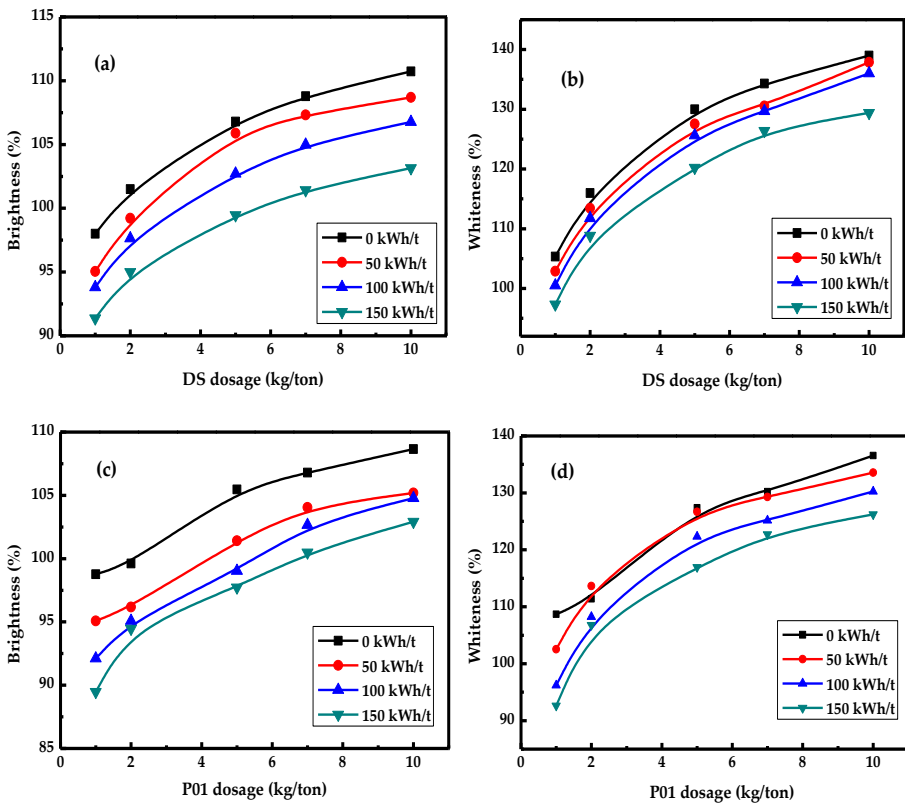 (a)
Brightness (%)
115
110
105
100
95
90
0 2 4 6 8 10
DS dosage (kg/ton)
0 kWh/t
50 kWh/t
100 kWh/t
150 kWh/t
(b)
Whiteness (%)
140
130
120
110
100
0 2 4 6 8 10
DS dosage (kg/ton)
0 kWh/t
50 kWh/t
100 kWh/t
150 kWh/t
(c)
Brightness (%)
110
105
100
95
90
85
0 2 4 6 8 10
P01 dosage (kg/ton)
0 kWh/t
50 kWh/t
100 kWh/t
150 kWh/t
(d)
Whiteness (%)
140
130
120
110
100
90
0 2 4 6 8 10
P01 dosage (kg/ton)
0 kWh/t
50 kWh/t
100 kWh/t
150 kWh/t